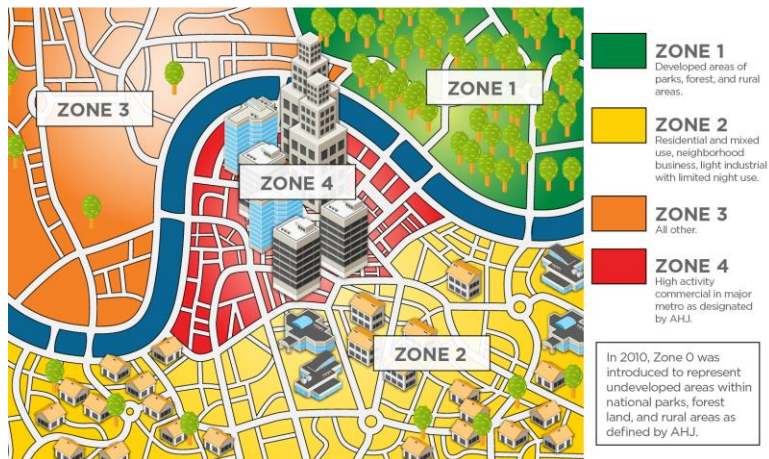 ZONE 3
ZONE 1
ZONE 4
ZONE 2
ZONE 1
Developed areas of
parks, forest, and rural
areas.
ZONE 2
Residential and mixed
use, neighborhood
business, light industrial
with limited night use.
ZONE 3
All other.
ZONE 4
High activity
commercial in major
metro as designated
by AHJ.
In 2010, Zone 0 was
introduced to represent
undeveloped areas within
national parks, forest
land, and rural areas as
defined by AHJ.